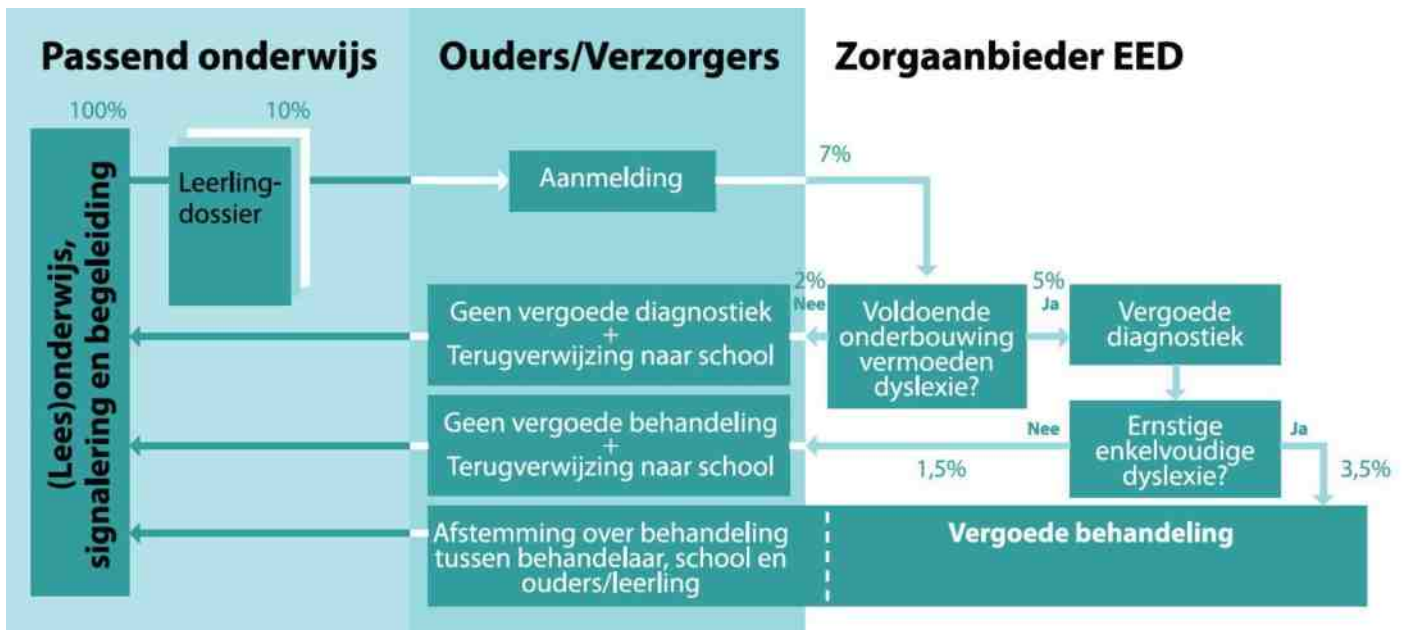 Passend onderwijs
Ouders/Verzorgers
Zorgaanbieder EED
100%
10%
(Lees)onderwijs,
signalering en begeleiding
Leerling-
dossier
Aanmelding
7%
2%
Nee
5%
Ja
Geen vergoede diagnostiek
+
Terugverwijzing naar school
Voldoende
onderbouwing
vermoeden
dyslexie?
Vergoede
diagnostiek
Geen vergoede behandeling
+
Terugverwijzing naar school
Nee
1,5%
Ernstige
enkelvoudige
dyslexie?
Ja
3,5%
Afstemming over behandeling
tussen behandelaar, school en
ouders/leerling
Vergoede behandeling